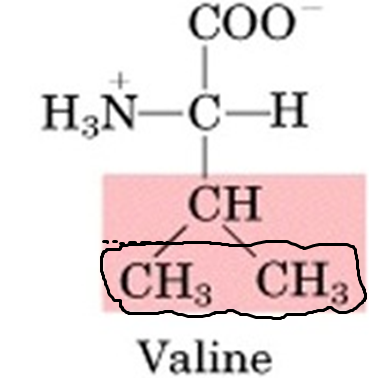 COO⁻
H₃N⁺—C—H
CH
CH₃ CH₃
Valine